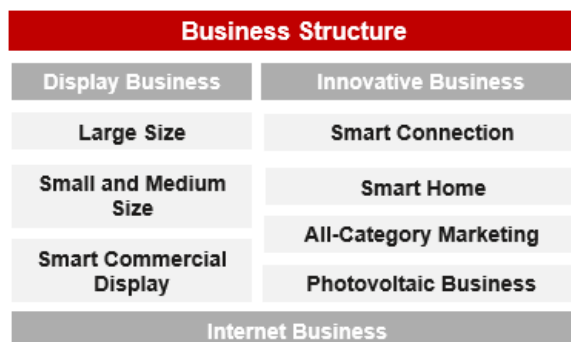 Business Structure
Display Business
Large Size
Small and Medium
Size
Smart Commercial
Display
Innovative Business
Smart Connection
Smart Home
All-Category Marketing
Photovoltaic Business
Internet Business